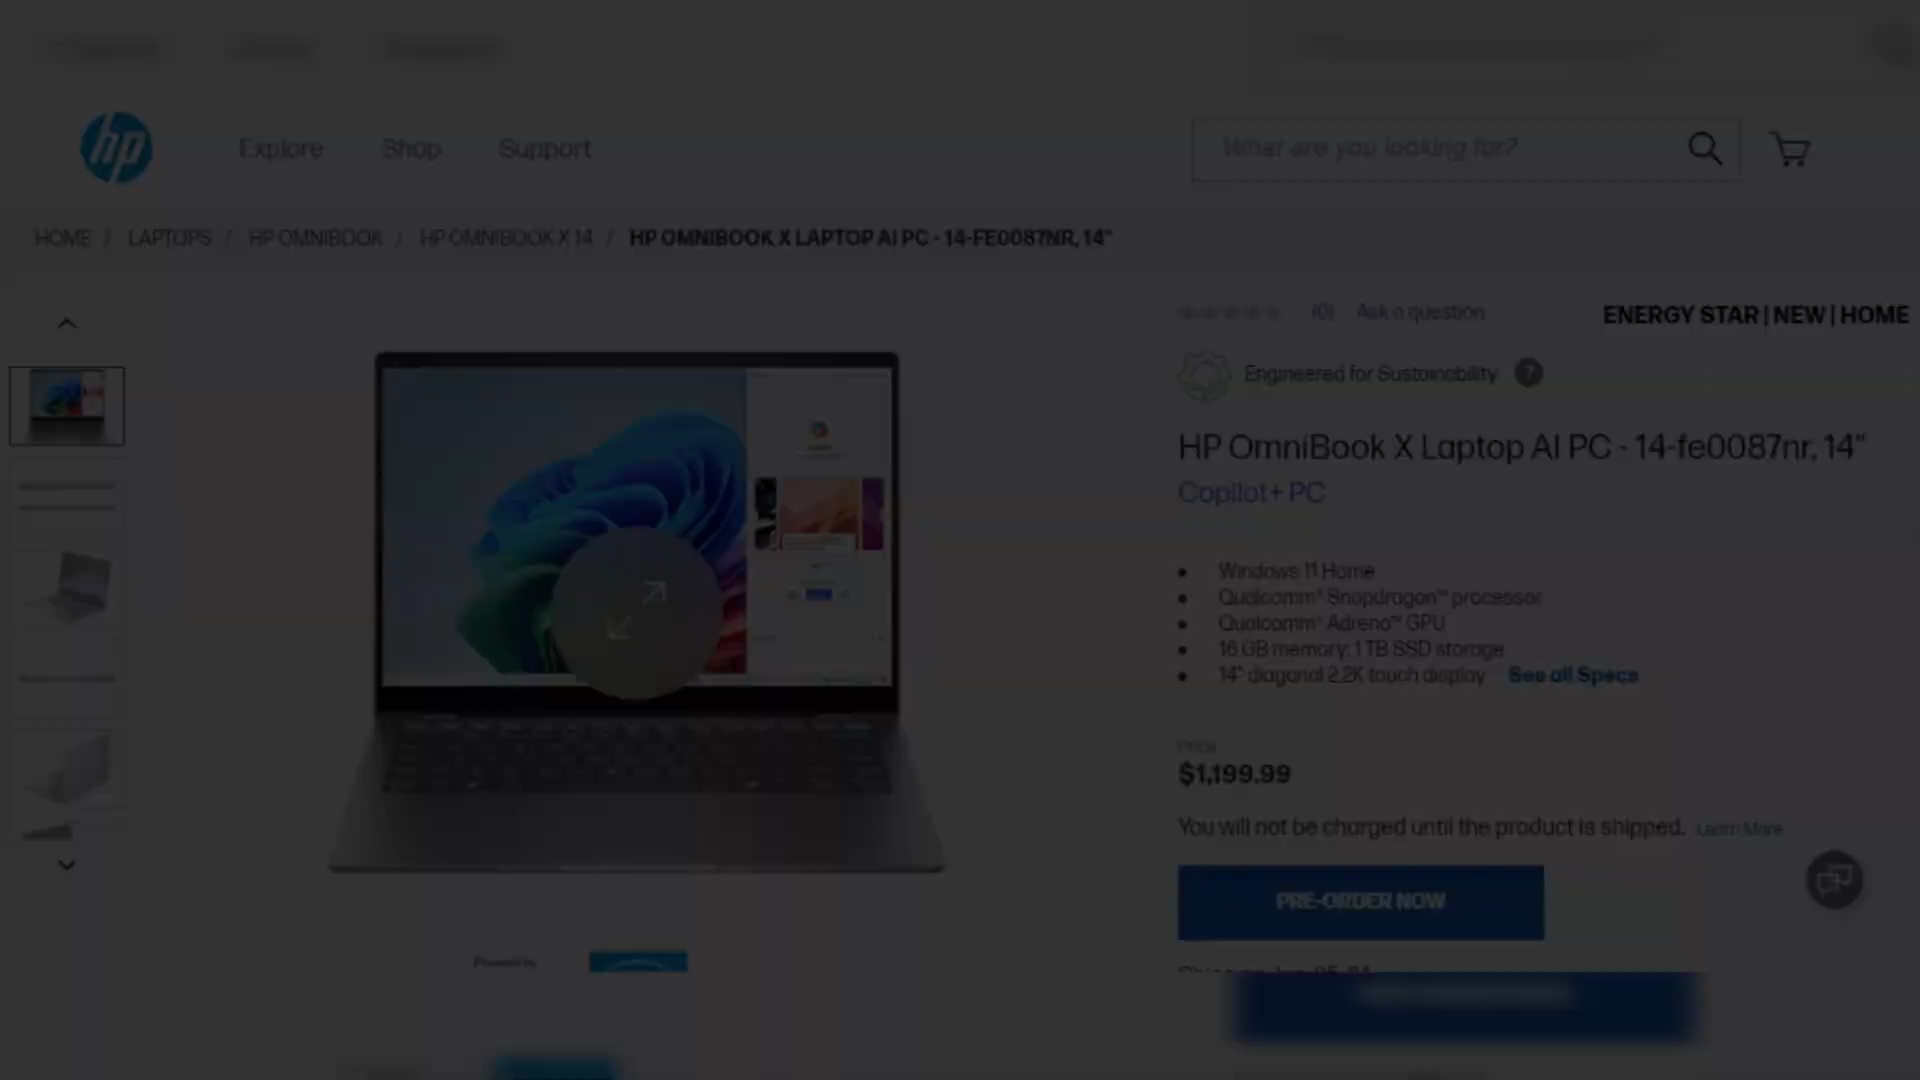 hp
Explore Shop Support
What are you looking for?
HOME / LAPTOPS / HP OMNIBOOK / HP OMNIBOOK X 14 / HP OMNIBOOK X LAPTOP AI PC - 14-FE0087NR, 14"
(0) Ask a question
ENERGY STAR | NEW | HOME
Engineered for Sustainability ?
HP OmniBook X Laptop AI PC - 14-fe0087nr, 14"
Copilot+ PC
• Windows 11 Home
• Qualcomm® Snapdragon™ processor
• Qualcomm® Adreno™ GPU
• 16 GB memory; 1 TB SSD storage
• 14" diagonal 2.2K touch display See all Specs
$1,199.99
You will not be charged until the product is shipped. Learn More
PRE-ORDER NOW
Powered by